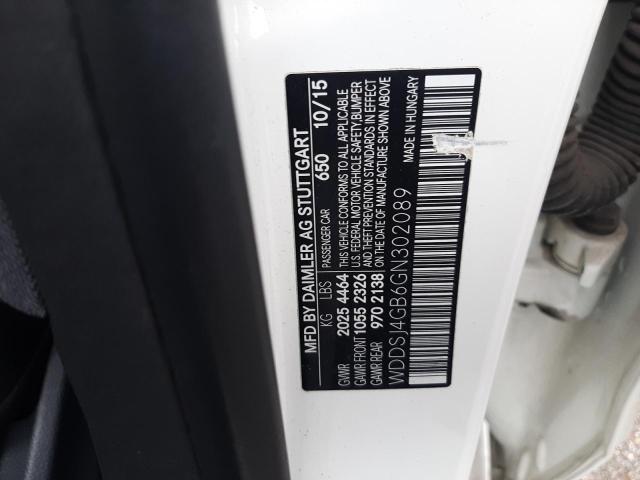 MFD BY DAIMLER AG STUTTGART
PASSENGER CAR 650 10/15
KG LBS
GVWR 2025 4464
GAWR FRONT 1055 2326
GAWR REAR 970 2138
THIS VEHICLE CONFORMS TO ALL APPLICABLE
U.S. FEDERAL MOTOR VEHICLE SAFETY, BUMPER
AND THEFT PREVENTION STANDARDS IN EFFECT
ON THE DATE OF MANUFACTURE SHOWN ABOVE
WDDSJ4GB6GN302089
MADE IN HUNGARY